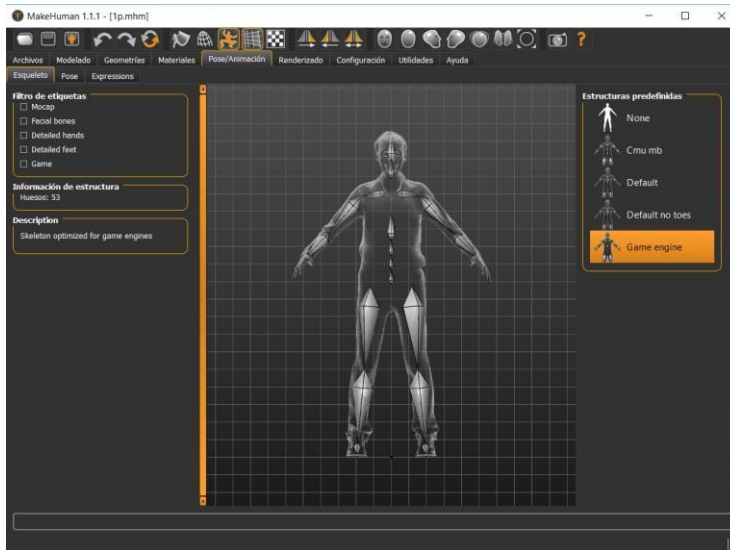 MakeHuman 1.1.1 - [1p.mhm]
Archivos Modelado Geometrías Materiales Pose/Animación Renderizado Configuración Utilidades Ayuda
Esqueleto Pose Expressions
Filtro de etiquetas
Mocap
Facial bones
Detailed hands
Detailed feet
Game
Información de estructura
Huesos: 53
Description
Skeleton optimized for game engines
Estructuras predefinidas
None
Cmu mb
Default
Default no toes
Game engine